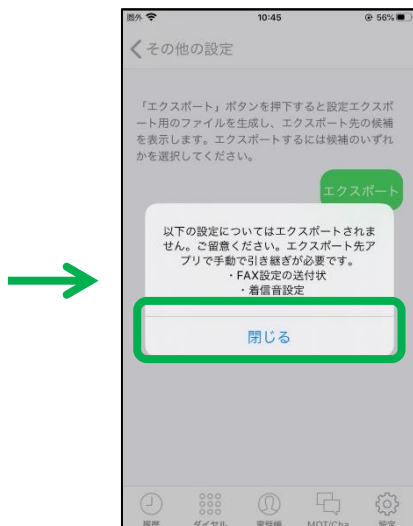 圏外 10:45 56%
その他の設定
「エクスポート」ボタンを押下すると設定エクスポ
ート用のファイルを生成し、エクスポート先の候補
を表示します。エクスポートするには候補のいずれ
かを選択してください。
エクスポート
以下の設定についてはエクスポートされま
せん。ご留意ください。エクスポート先ア
プリで手動で引き継ぎが必要です。
・FAX設定の送付状
・着信音設定
閉じる
履歴 ダイヤル 電話帳 MOT/Cha 設定